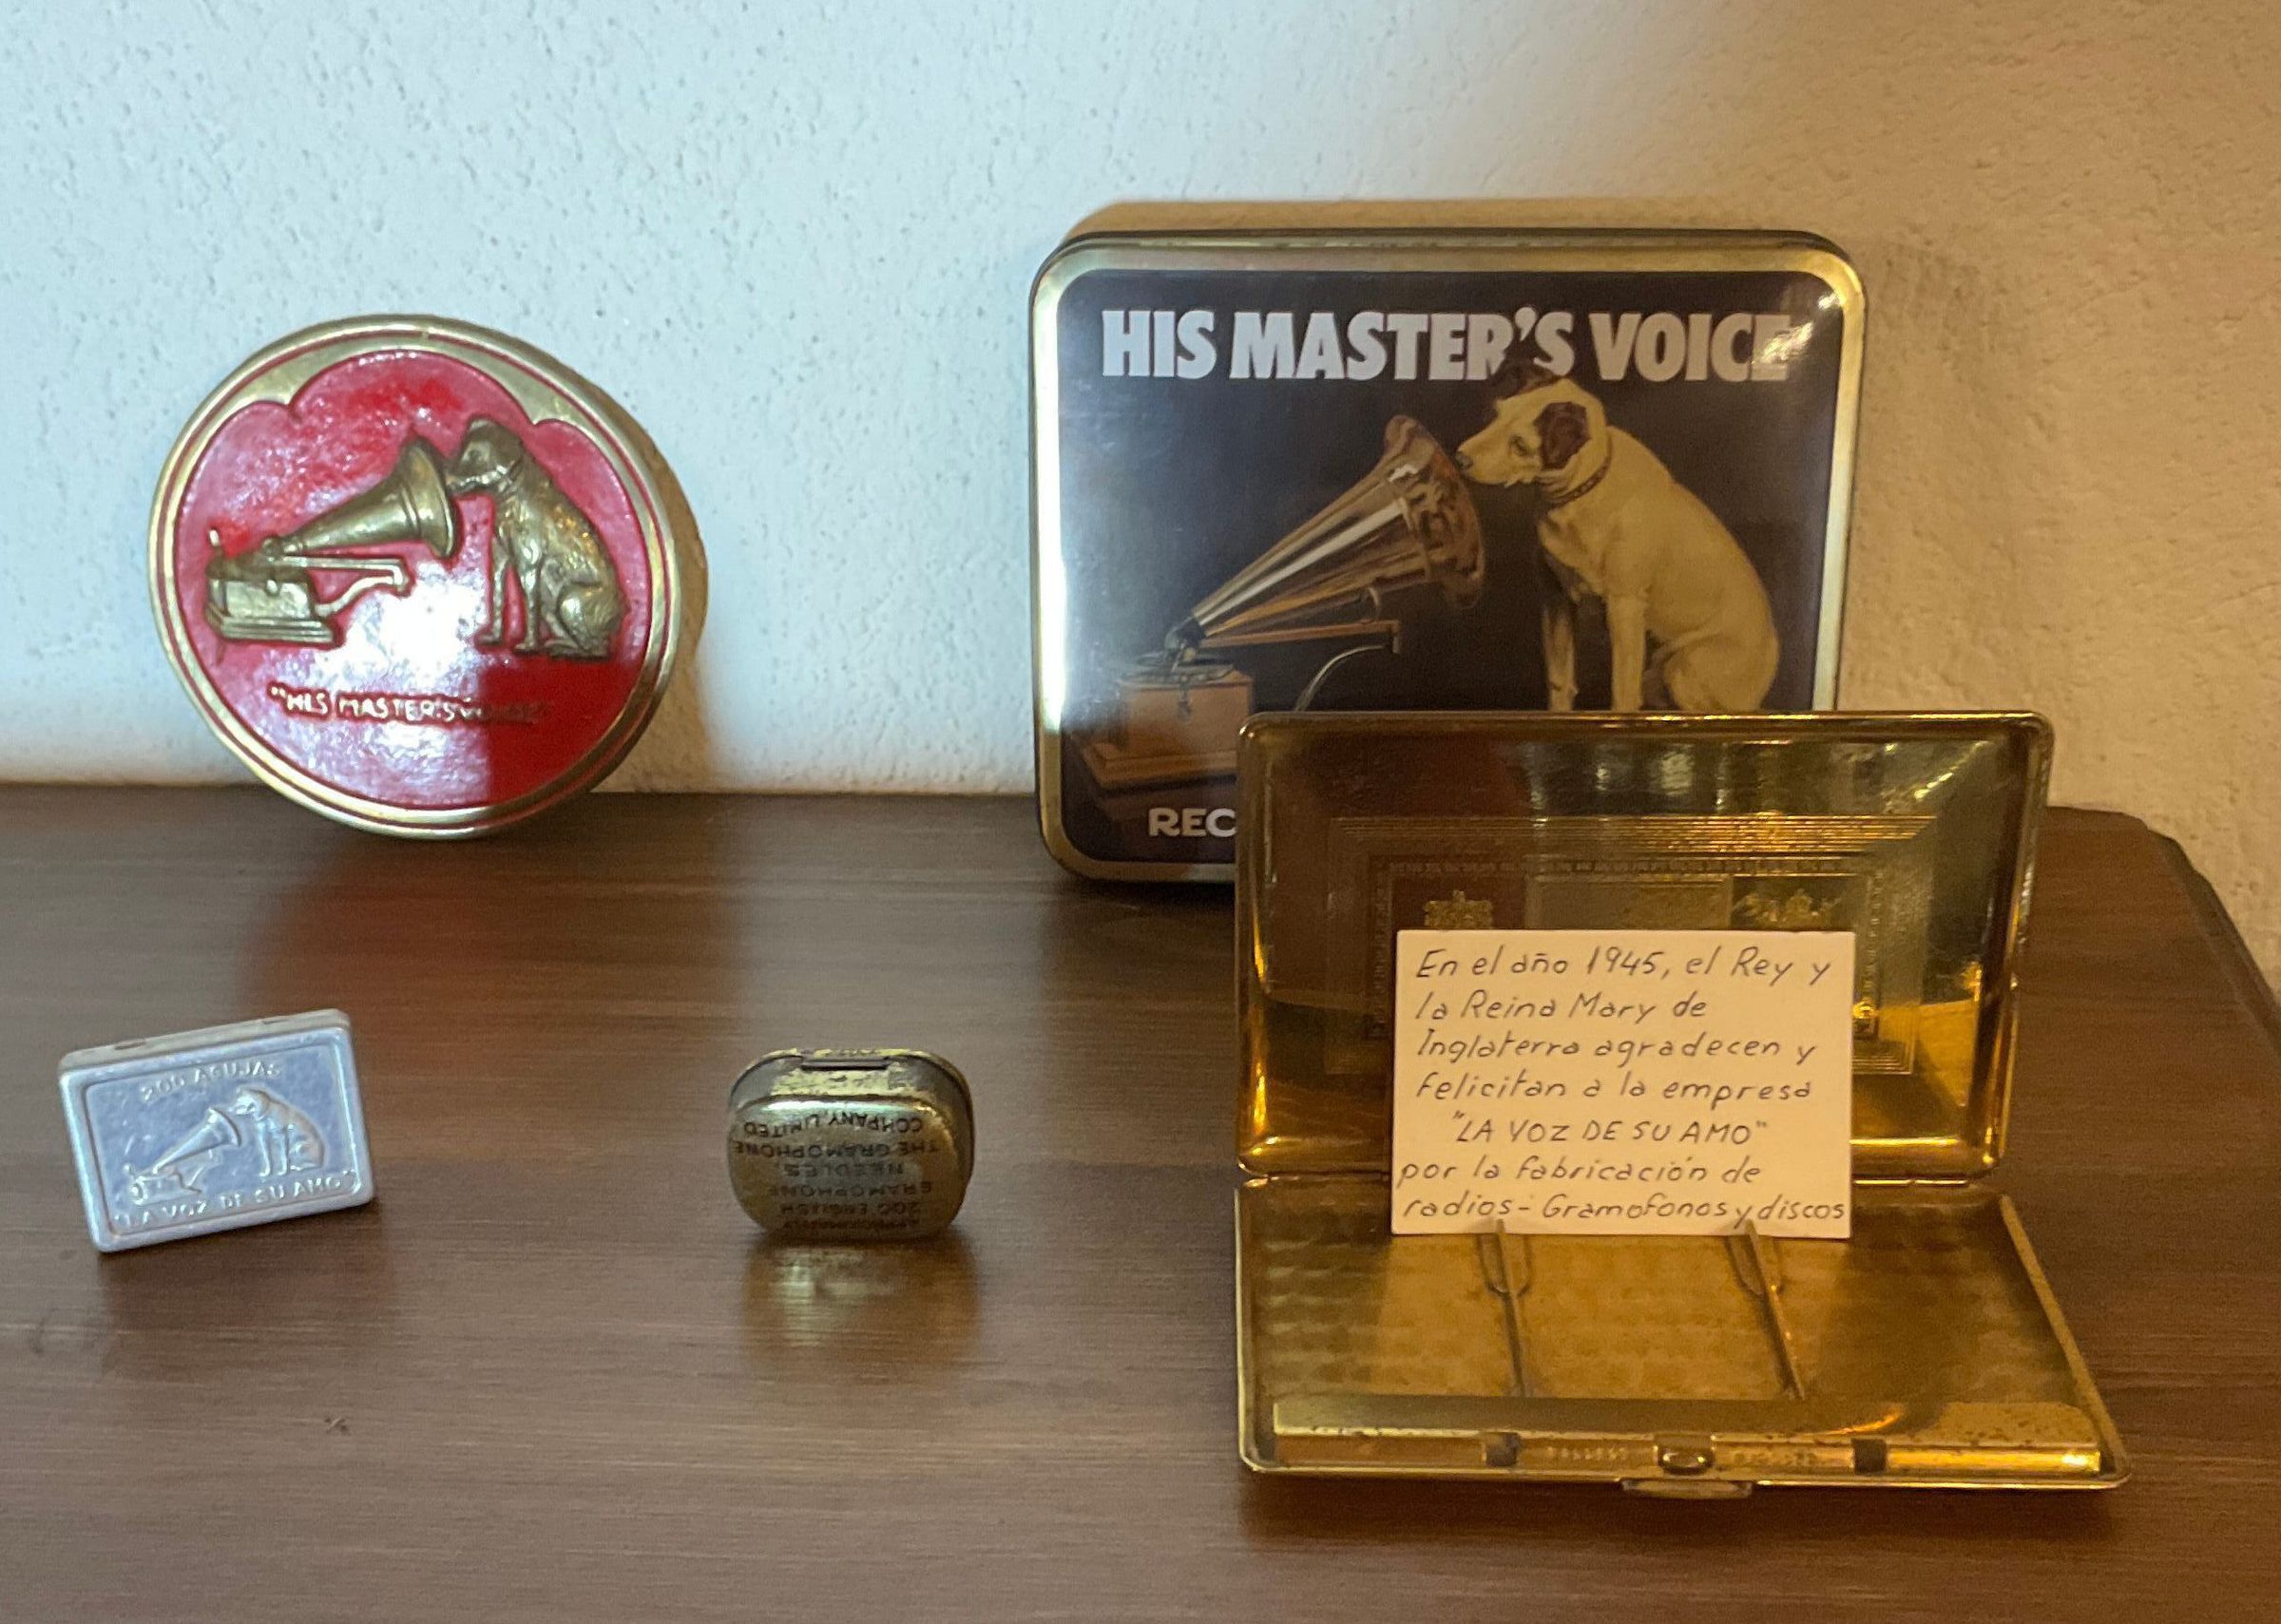 HIS MASTER'S VOICE
REC
"HIS MASTER'S VOICE"
En el año 1945, el Rey y
la Reina Mary de
Inglaterra agradecen y
felicitan a la empresa
"LA VOZ DE SU AMO"
por la fabricación de
radios - Gramofonos y discos
200 AGUJAS
"LA VOZ DE SU AMO"
APPROXIMATELY
200 ENGLISH
GRAMOPHONE
NEEDLES.
THE GRAMOPHONE
COMPANY, LIMITED